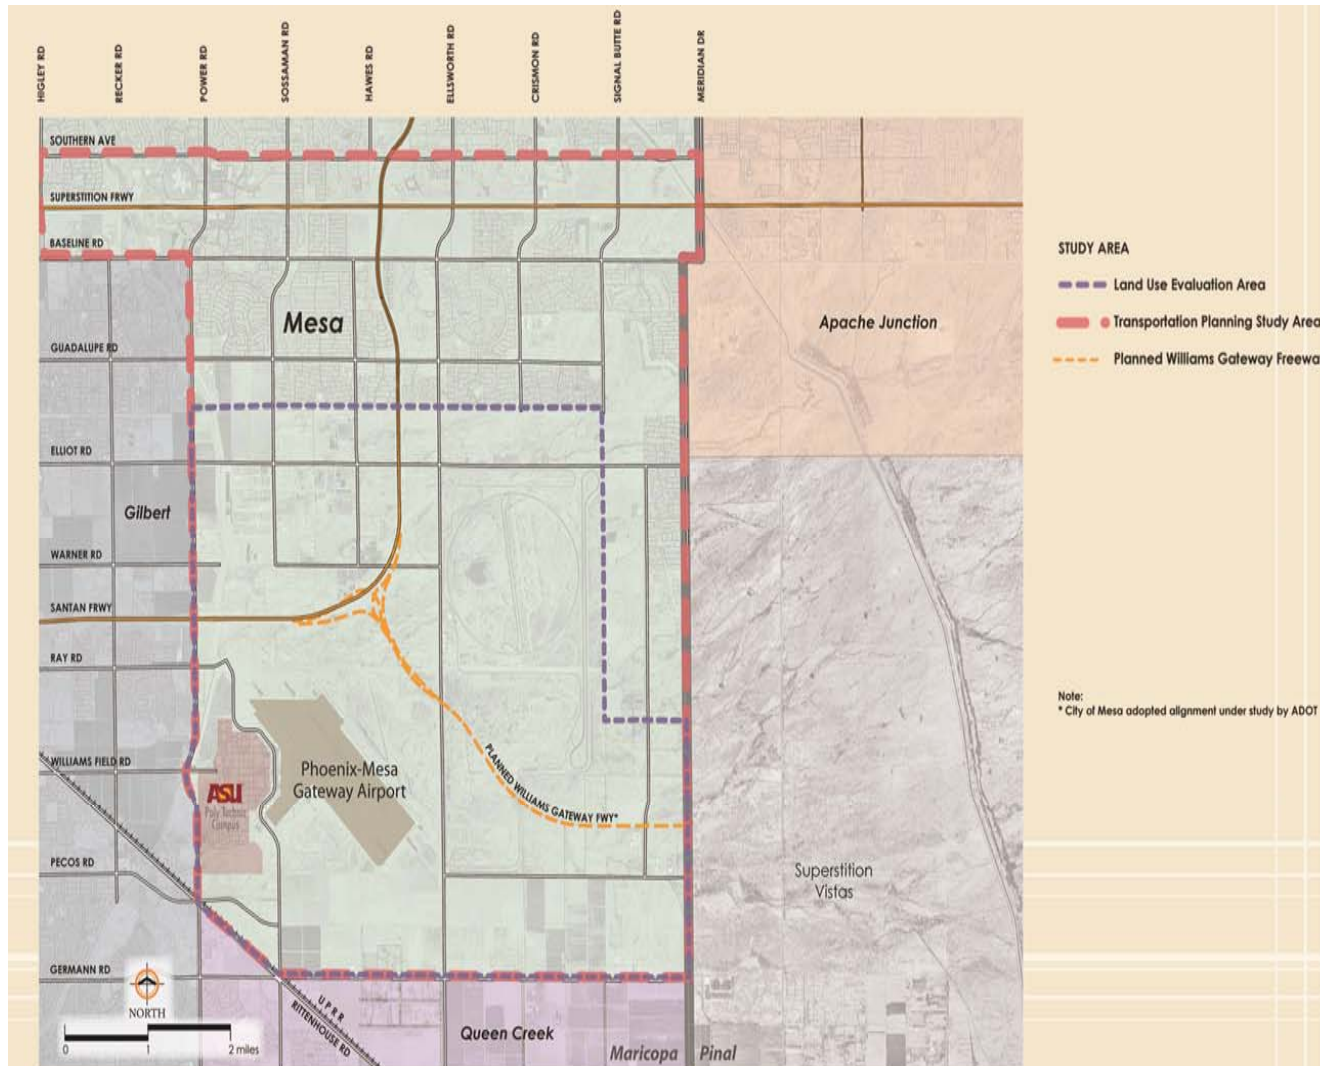 HIGLEY RD
RECKER RD
POWER RD
SOSSAMAN RD
HAWES RD
ELLSWORTH RD
CRISMON RD
SIGNAL BUTTE RD
MERIDIAN DR
SOUTHERN AVE
SUPERSTITION FRWY
BASELINE RD
STUDY AREA
Land Use Evaluation Area
Transportation Planning Study Area
Planned Williams Gateway Freewa
Mesa
Apache Junction
GUADALUPE RD
ELLIOT RD
Gilbert
WARNER RD
SANTAN FRWY
RAY RD
Note:
* City of Mesa adopted alignment under study by ADOT
WILLIAMS FIELD RD
ASU
Poly Technic
Campus
Phoenix-Mesa
Gateway Airport
PLANNED WILLIAMS GATEWAY FWY*
PECOS RD
Superstition
Vistas
GERMANN RD
NORTH
0 1 2 miles
UPRR
RITTENHOUSE RD
Queen Creek
Maricopa
Pinal